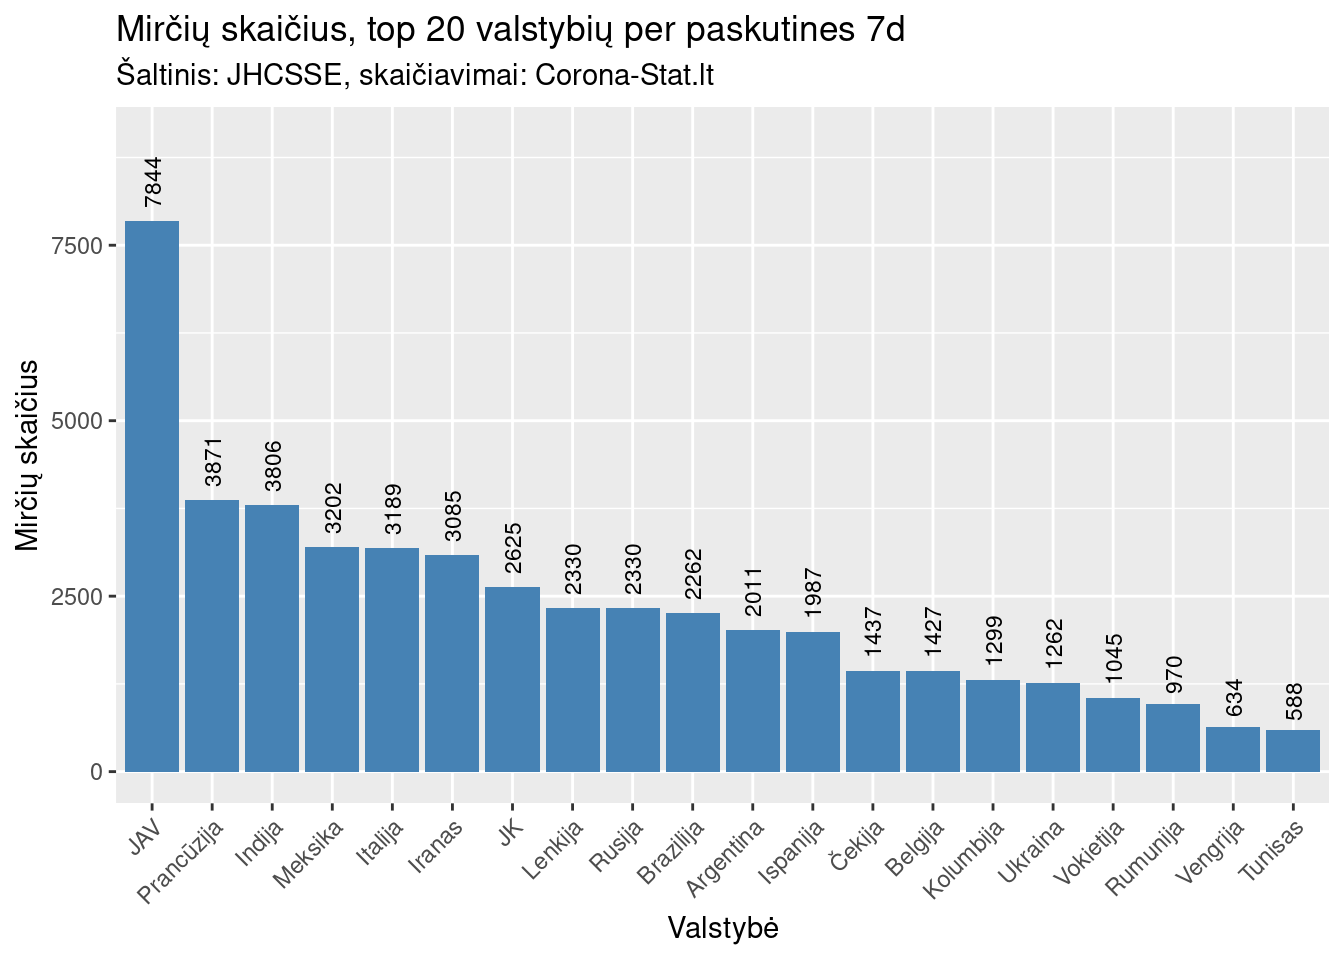 Mirčių skaičius, top 20 valstybių per paskutines 7d
Šaltinis: JHCSSE, skaičiavimai: Corona-Stat.lt
Mirčių skaičius
7500
5000
2500
0
7844
3871
3806
3202
3189
3085
2625
2330
2330
2262
2011
1987
1437
1427
1299
1262
1045
970
634
588
JAV
Prancūzija
Indija
Meksika
Italija
Iranas
JK
Lenkija
Rusija
Brazilija
Argentina
Ispanija
Čekija
Belgija
Kolumbija
Ukraina
Vokietija
Rumunija
Vengrija
Tunisas
Valstybė